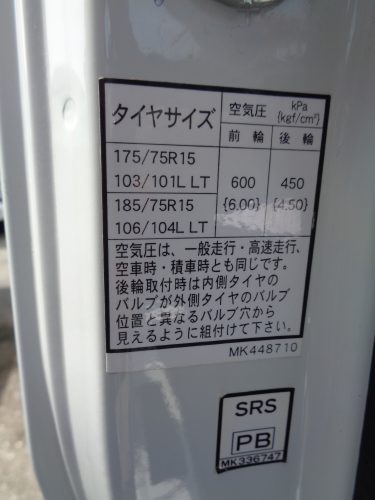 タイヤサイズ
空気圧 kPa {kgf/cm²}
前輪 後輪
175/75R15
103/101L LT
185/75R15
106/104L LT
600 450
{6.00} {4.50}
空気圧は、一般走行・高速走行、
空車時・積車時とも同じです。
後輪取付時は内側タイヤの
バルブが外側タイヤのバルブ
位置と異なるバルブ穴から
見えるように組付けて下さい。
MK448710
SRS
PB
MK336747